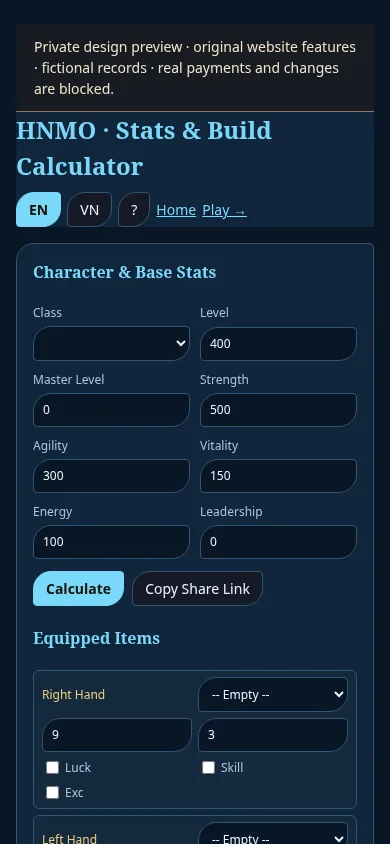 Private design preview · original website features
· fictional records · real payments and changes
are blocked.
HNMO · Stats & Build
Calculator
EN VN ? Home Play →
Character & Base Stats
Class Level
400
Master Level Strength
0 500
Agility Vitality
300 150
Energy Leadership
100 0
Calculate Copy Share Link
Equipped Items
Right Hand -- Empty --
9 3
Luck Skill
Exc
Left Hand -- Empty --